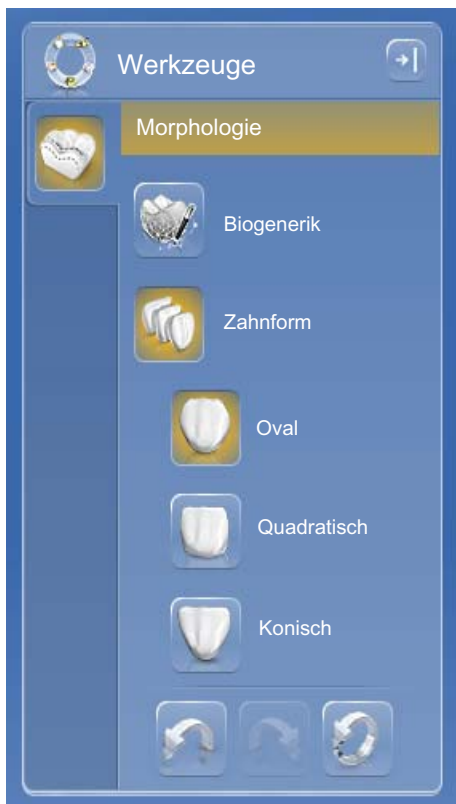 Werkzeuge
Morphologie
Biogenerik
Zahnform
Oval
Quadratisch
Konisch